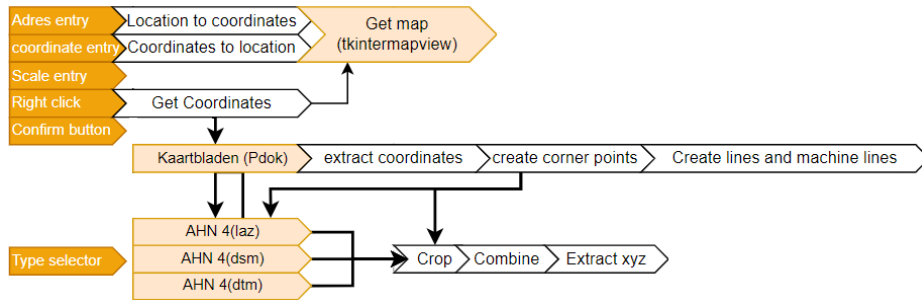 Adres entry
Location to coordinates
Get map
(tkintermapview)
coordinate entry
Coordinates to location
Scale entry
Right click
Get Coordinates
Confirm button
Kaartbladen (Pdok)
extract coordinates
create corner points
Create lines and machine lines
AHN 4(laz)
Type selector
AHN 4(dsm)
Crop
Combine
Extract xyz
AHN 4(dtm)